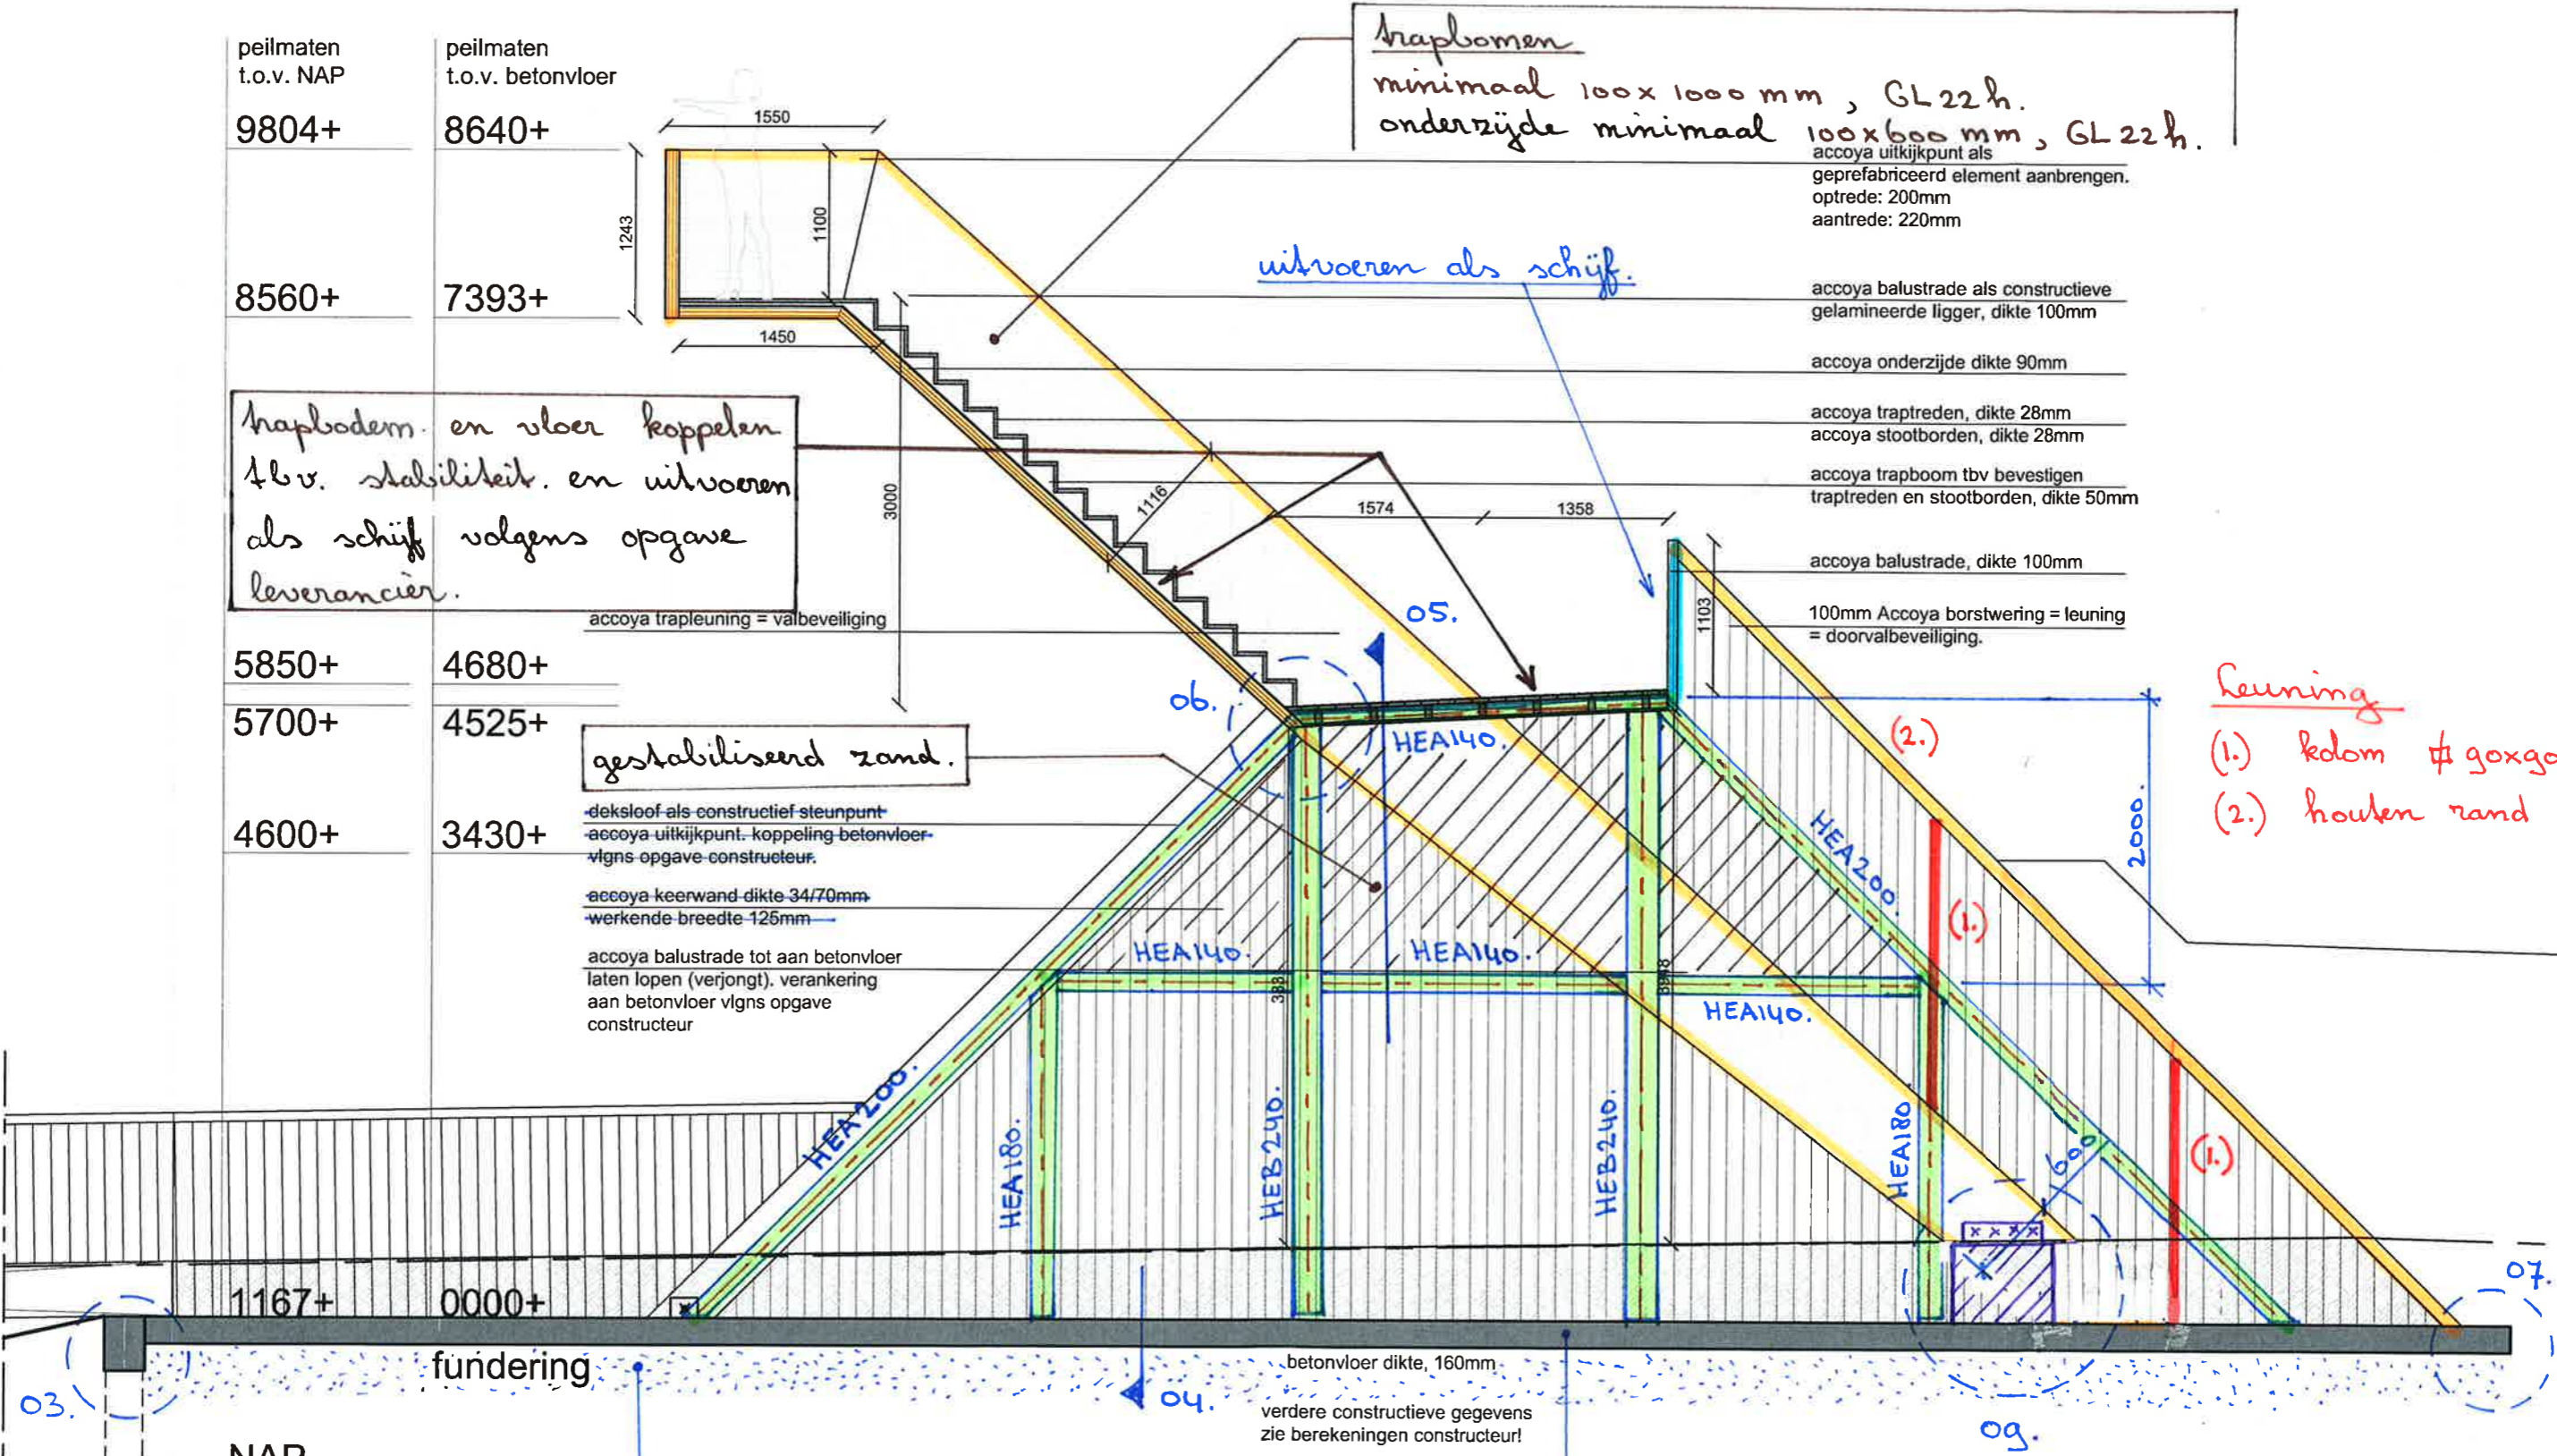 peilmaten
t.o.v. NAP
peilmaten
t.o.v. betonvloer
9804+
8640+
8560+
7393+
5850+
4680+
5700+
4525+
4600+
3430+
1167+
0000+
trapbomen
minimaal 100x1000 mm, GL22h.
onderzijde minimaal 100x600 mm, GL22h.
accoya uitkijkpunt als
geprefabriceerd element aanbrengen.
optrede: 200mm
aantrede: 220mm
accoya balustrade als constructieve
gelamineerde ligger, dikte 100mm
accoya onderzijde dikte 90mm
accoya traptreden, dikte 28mm
accoya stootborden, dikte 28mm
accoya trapboom tbv bevestigen
traptreden en stootborden, dikte 50mm
accoya balustrade, dikte 100mm
100mm Accoya borstwering = leuning
= doorvalbeveiliging.
uitvoeren als schijf.
1550
1243
1100
1450
3000
1116
1574
1358
1103
trapbodem en vloer koppelen
tbv. stabiliteit. en uitvoeren
als schijf volgens opgave
leverancier.
accoya trapleuning = valbeveiliging
05.
06.
gestabiliseerd zand.
deksloof als constructief steunpunt
accoya uitkijkpunt. koppeling betonvloer
vlgns opgave constructeur.
accoya keerwand dikte 34/70mm
werkende breedte 125mm
accoya balustrade tot aan betonvloer
laten lopen (verjongt). verankering
aan betonvloer vlgns opgave
constructeur
HEA140.
HEA200.
HEA140.
HEA140.
HEA140.
HEA200.
HEA180.
HEB240.
HEB240.
HEA180
2000.
600
Leuning
(1.) kolom
(2.) houten rand
(2.)
(1.)
(1.)
03.
04.
07.
09.
fundering
betonvloer dikte, 160mm
verdere constructieve gegevens
zie berekeningen constructeur!
NAP